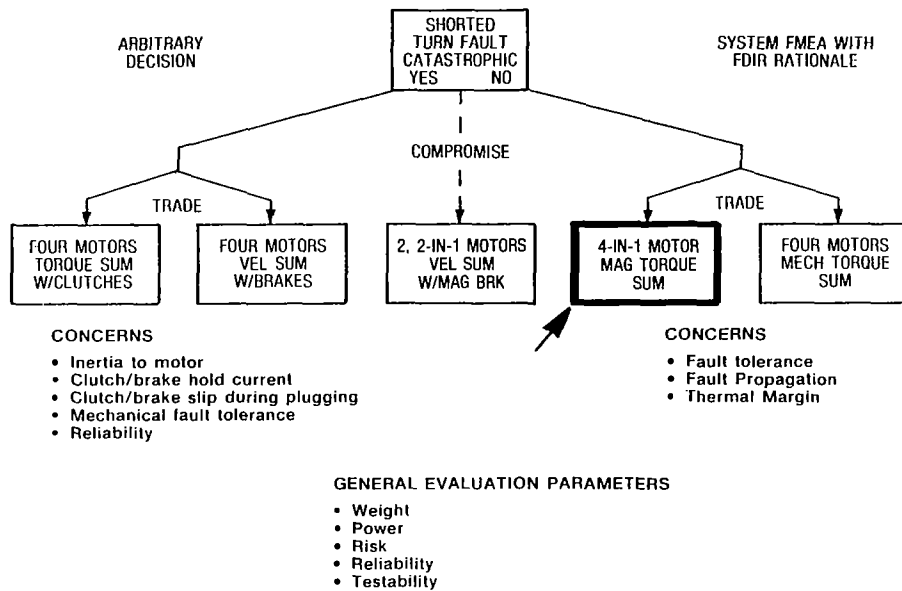 ARBITRARY
DECISION
SHORTED
TURN FAULT
CATASTROPHIC
YES NO
SYSTEM FMEA WITH
FDIR RATIONALE
COMPROMISE
TRADE
TRADE
FOUR MOTORS
TORQUE SUM
W/CLUTCHES
FOUR MOTORS
VEL SUM
W/BRAKES
2, 2-IN-1 MOTORS
VEL SUM
W/MAG BRK
4-IN-1 MOTOR
MAG TORQUE
SUM
FOUR MOTORS
MECH TORQUE
SUM
CONCERNS
• Inertia to motor
• Clutch/brake hold current
• Clutch/brake slip during plugging
• Mechanical fault tolerance
• Reliability
CONCERNS
• Fault tolerance
• Fault Propagation
• Thermal Margin
GENERAL EVALUATION PARAMETERS
• Weight
• Power
• Risk
• Reliability
• Testability